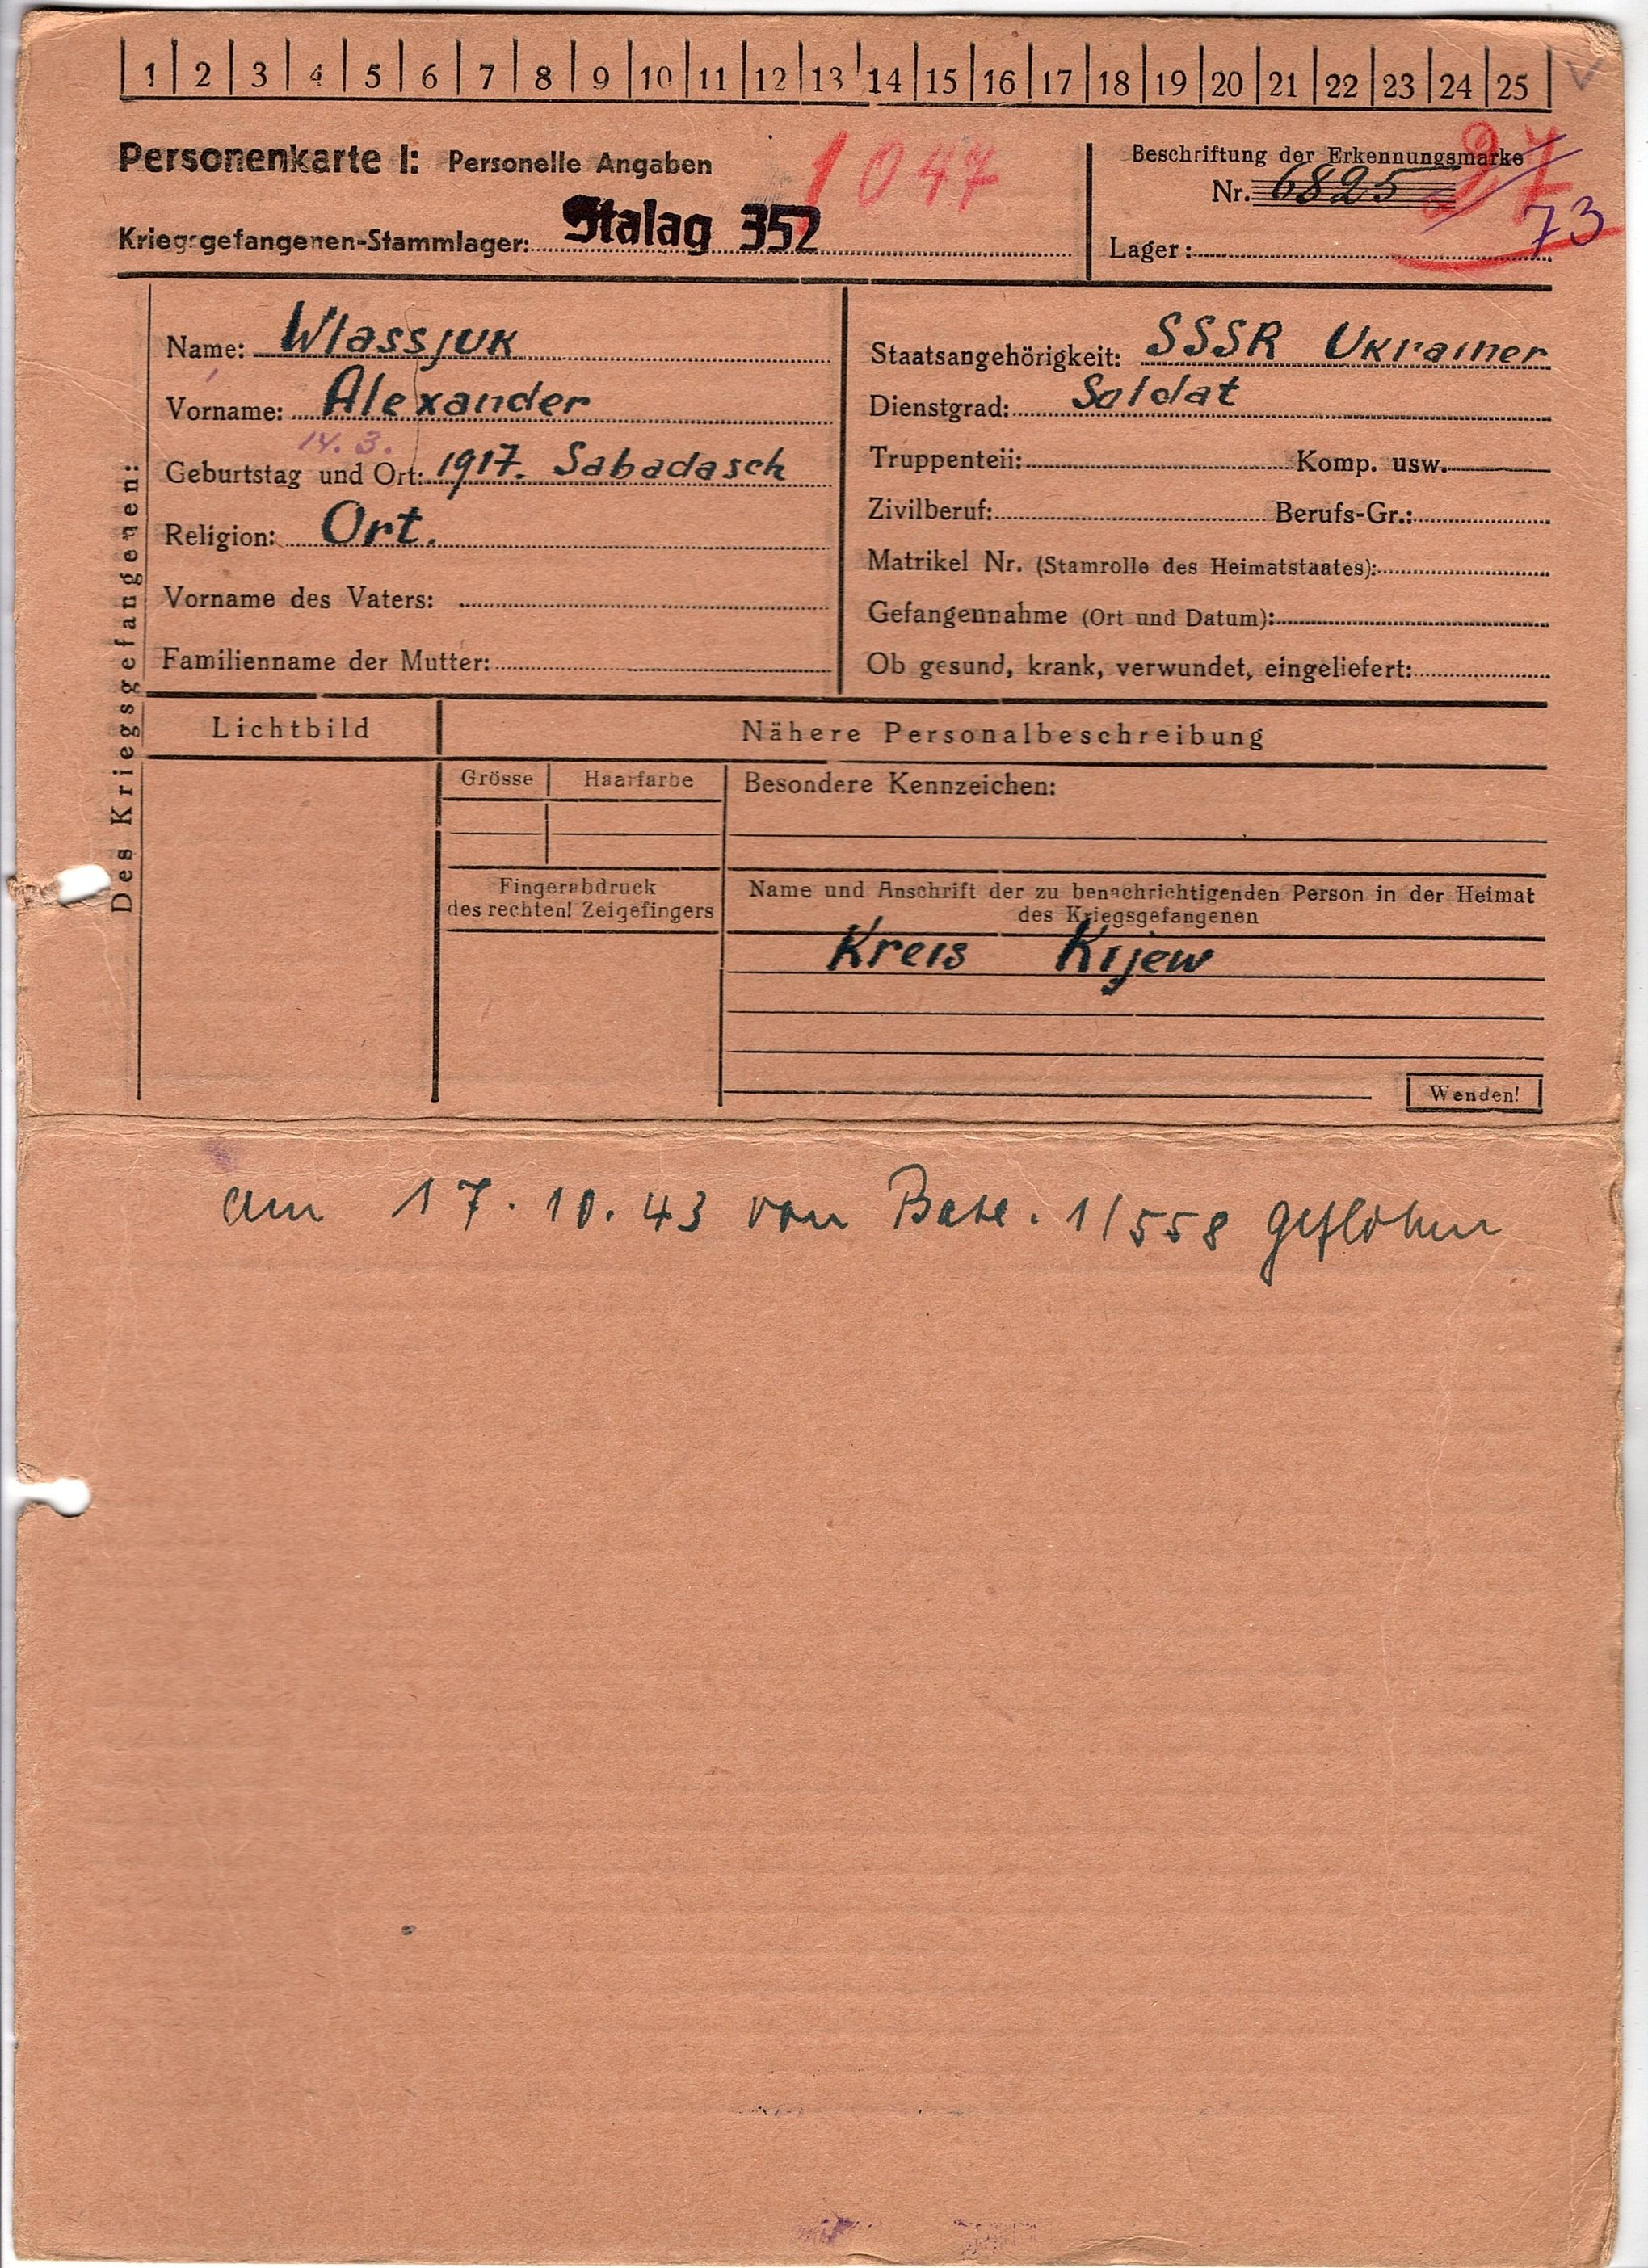 1 2 3 4 5 6 7 8 9 10 11 12 13 14 15 16 17 18 19 20 21 22 23 24 25
Personenkarte I: Personelle Angaben
1047
Kriegsgefangenen-Stammlager: Stalag 352
Beschriftung der Erkennungsmarke
27
Nr. 6825
73
Lager:
Des Kriegsgefangenen:
Name: Wlassjuk
Vorname: Alexander
14. 3.
Geburtstag und Ort: 1917. Sabadasch
Religion: Ort.
Vorname des Vaters:
Familienname der Mutter:
Staatsangehörigkeit: SSSR Ukrainer
Dienstgrad: Soldat
Truppenteil: Komp. usw.
Zivilberuf: Berufs-Gr.:
Matrikel Nr. (Stamrolle des Heimatstaates):
Gefangennahme (Ort und Datum):
Ob gesund, krank, verwundet, eingeliefert:
Lichtbild
Nähere Personalbeschreibung
Grösse Haarfarbe
Besondere Kennzeichen:
Fingerabdruck
des rechten! Zeigefingers
Name und Anschrift der zu benachrichtigenden Person in der Heimat
des Kriegsgefangenen
Kreis Kijew
Wenden!
am 17. 10. 43 von 1/558 geflohen